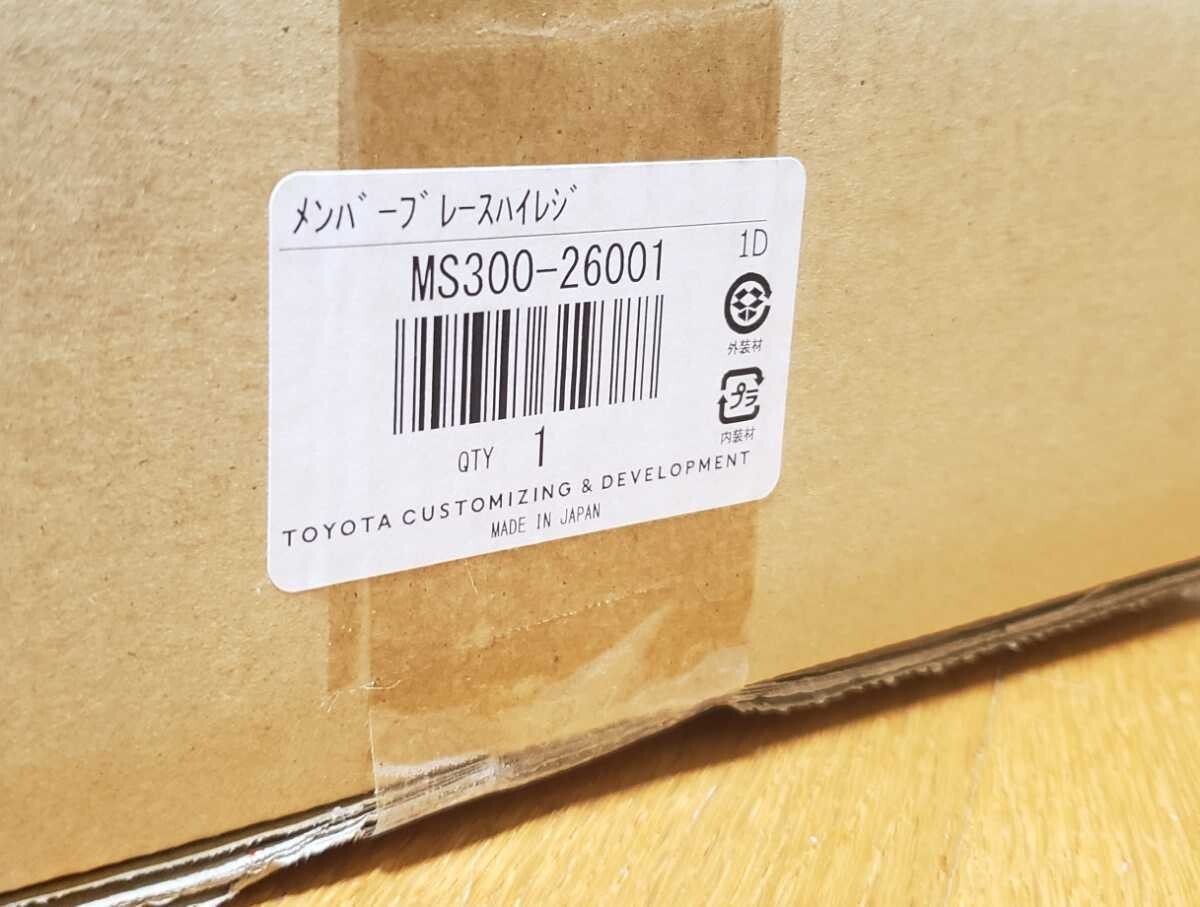 ﾒﾝﾊﾞｰﾌﾞﾚｰｽﾊｲﾚｼﾞ
MS300-26001
1D
外装材
プラ
内装材
QTY 1
TOYOTA CUSTOMIZING & DEVELOPMENT
MADE IN JAPAN